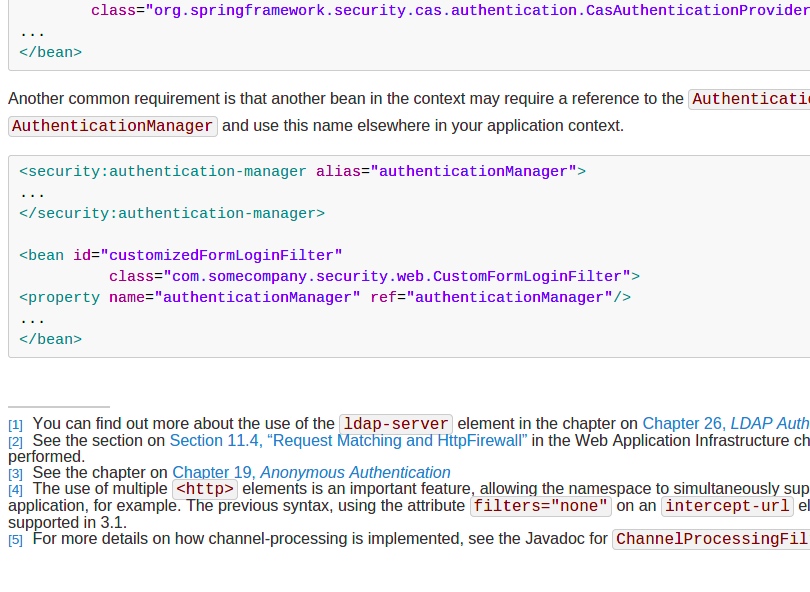 class="org.springframework.security.cas.authentication.CasAuthenticationProvider
...
</bean>
Another common requirement is that another bean in the context may require a reference to the
AuthenticationManager and use this name elsewhere in your application context.
<security:authentication-manager alias="authenticationManager">
...
</security:authentication-manager>
<bean id="customizedFormLoginFilter"
class="com.somecompany.security.web.CustomFormLoginFilter">
<property name="authenticationManager" ref="authenticationManager"/>
...
</bean>
[1] You can find out more about the use of the ldap-server element in the chapter on Chapter 26, LDAP Auth
[2] See the section on Section 11.4, “Request Matching and HttpFirewall” in the Web Application Infrastructure ch
performed.
[3] See the chapter on Chapter 19, Anonymous Authentication
[4] The use of multiple <http> elements is an important feature, allowing the namespace to simultaneously sup
application, for example. The previous syntax, using the attribute filters="none" on an intercept-url el
supported in 3.1.
[5] For more details on how channel-processing is implemented, see the Javadoc for ChannelProcessingFil